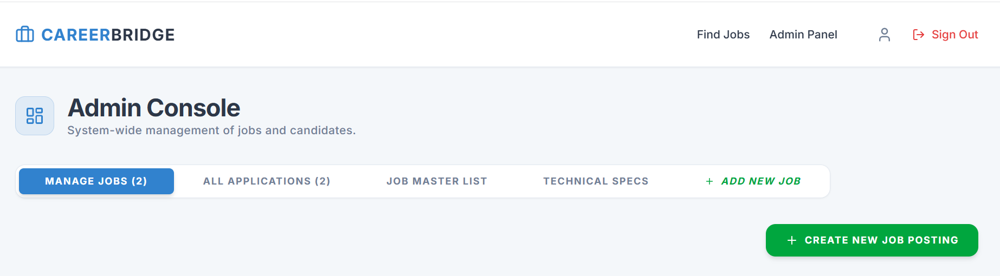 CAREERBRIDGE
Find Jobs
Admin Panel
Sign Out
Admin Console
System-wide management of jobs and candidates.
MANAGE JOBS (2)
ALL APPLICATIONS (2)
JOB MASTER LIST
TECHNICAL SPECS
+ ADD NEW JOB
+ CREATE NEW JOB POSTING